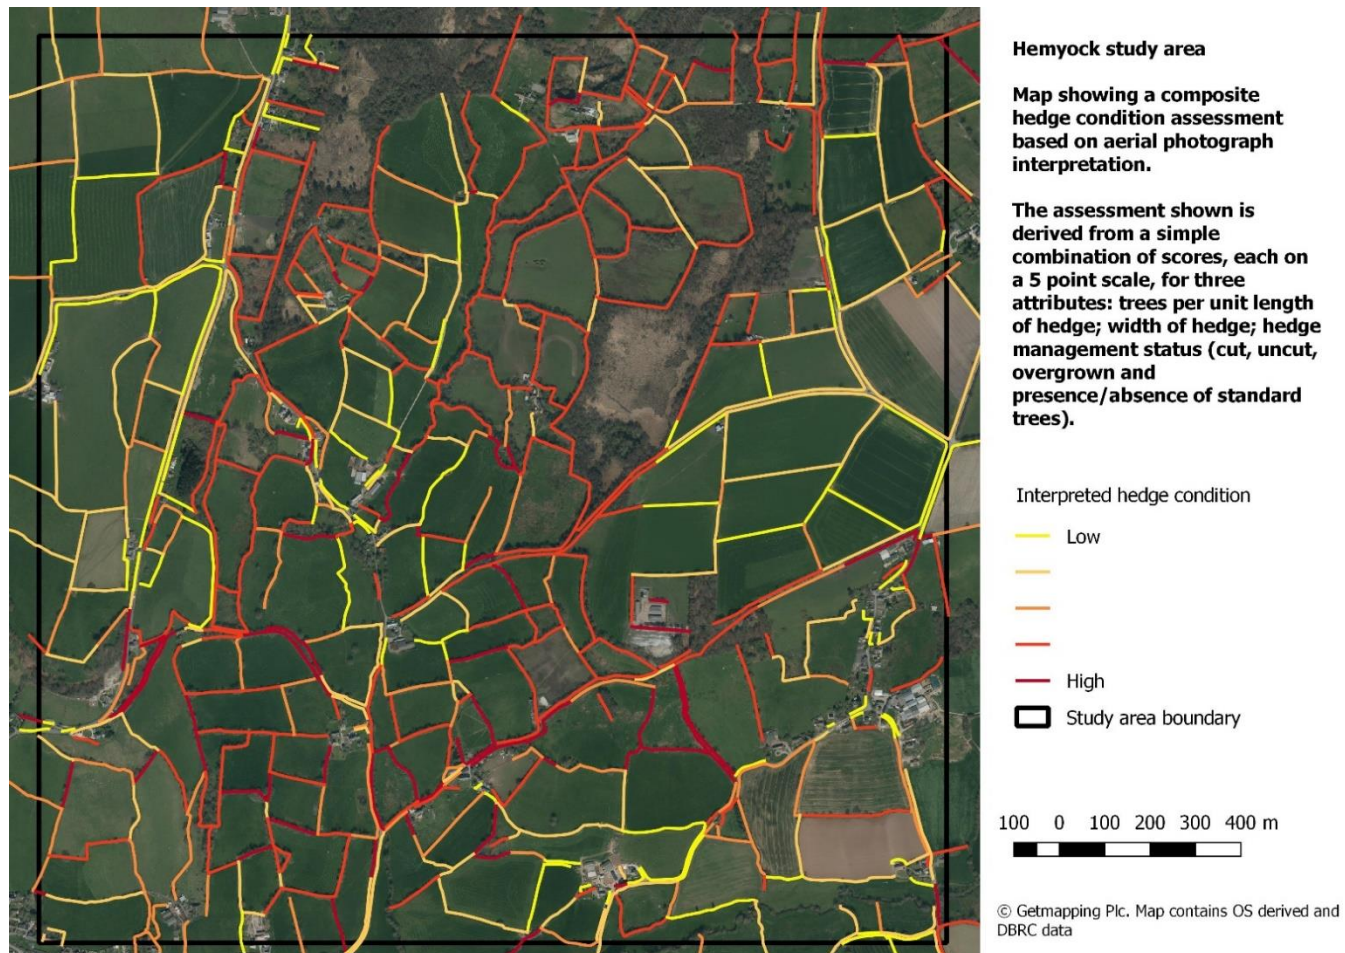 Hemyock study area
Map showing a composite
hedge condition assessment
based on aerial photograph
interpretation.
The assessment shown is
derived from a simple
combination of scores, each on
a 5 point scale, for three
attributes: trees per unit length
of hedge; width of hedge; hedge
management status (cut, uncut,
overgrown and
presence/absence of standard
trees).
Interpreted hedge condition
Low
High
Study area boundary
100 0 100 200 300 400 m
© Getmapping Plc. Map contains OS derived and
DBRC data